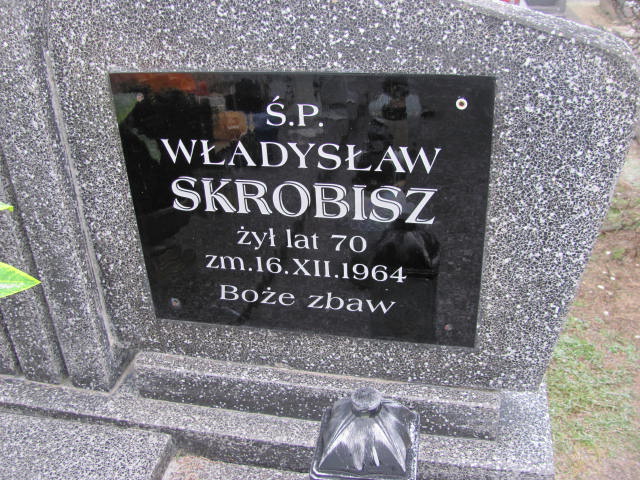 Ś.P.
WŁADYSŁAW
SKROBISZ
żył lat 70
zm.16.XII.1964
Boże zbaw